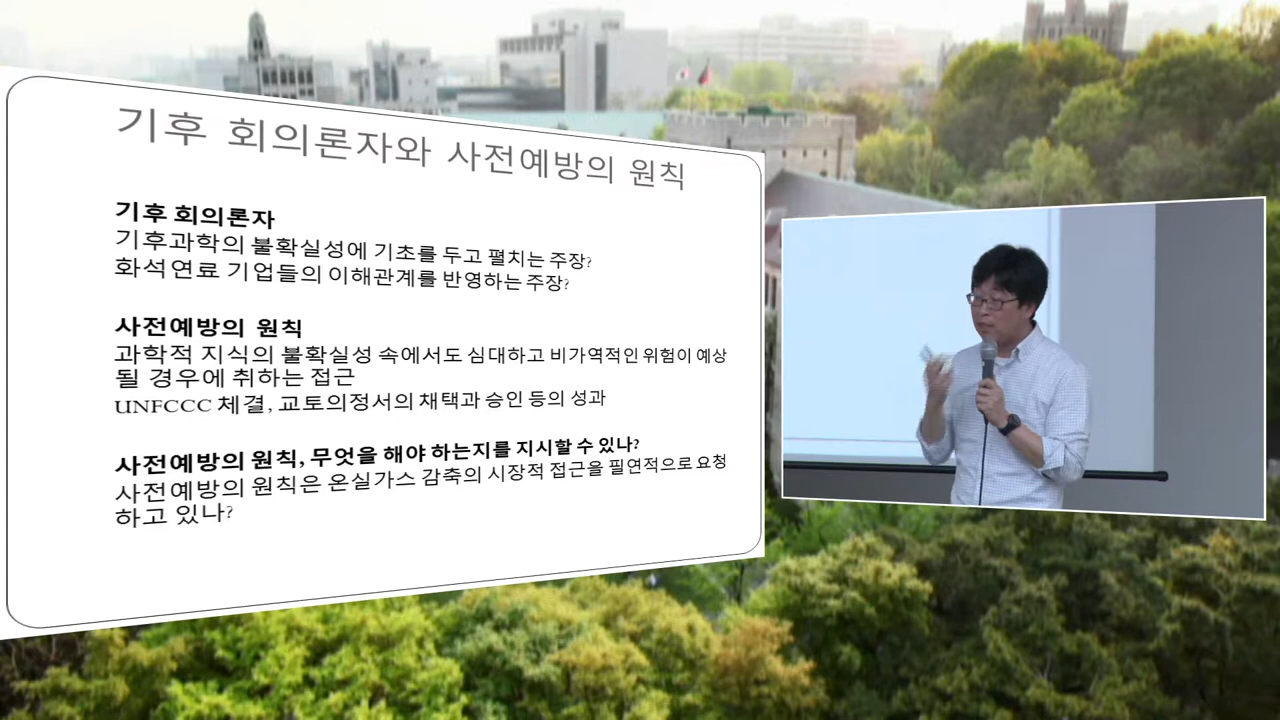 기후 회의론자와 사전예방의 원칙
기후 회의론자
기후과학의 불확실성에 기초를 두고 펼치는 주장?
화석연료 기업들의 이해관계를 반영하는 주장?
사전예방의 원칙
과학적 지식의 불확실성 속에서도 심대하고 비가역적인 위험이 예상
될 경우에 취하는 접근
UNFCCC 체결, 교토의정서의 채택과 승인 등의 성과
사전예방의 원칙, 무엇을 해야 하는지를 지시할 수 있나?
사전예방의 원칙은 온실가스 감축의 시장적 접근을 필연적으로 요청
하고 있나?